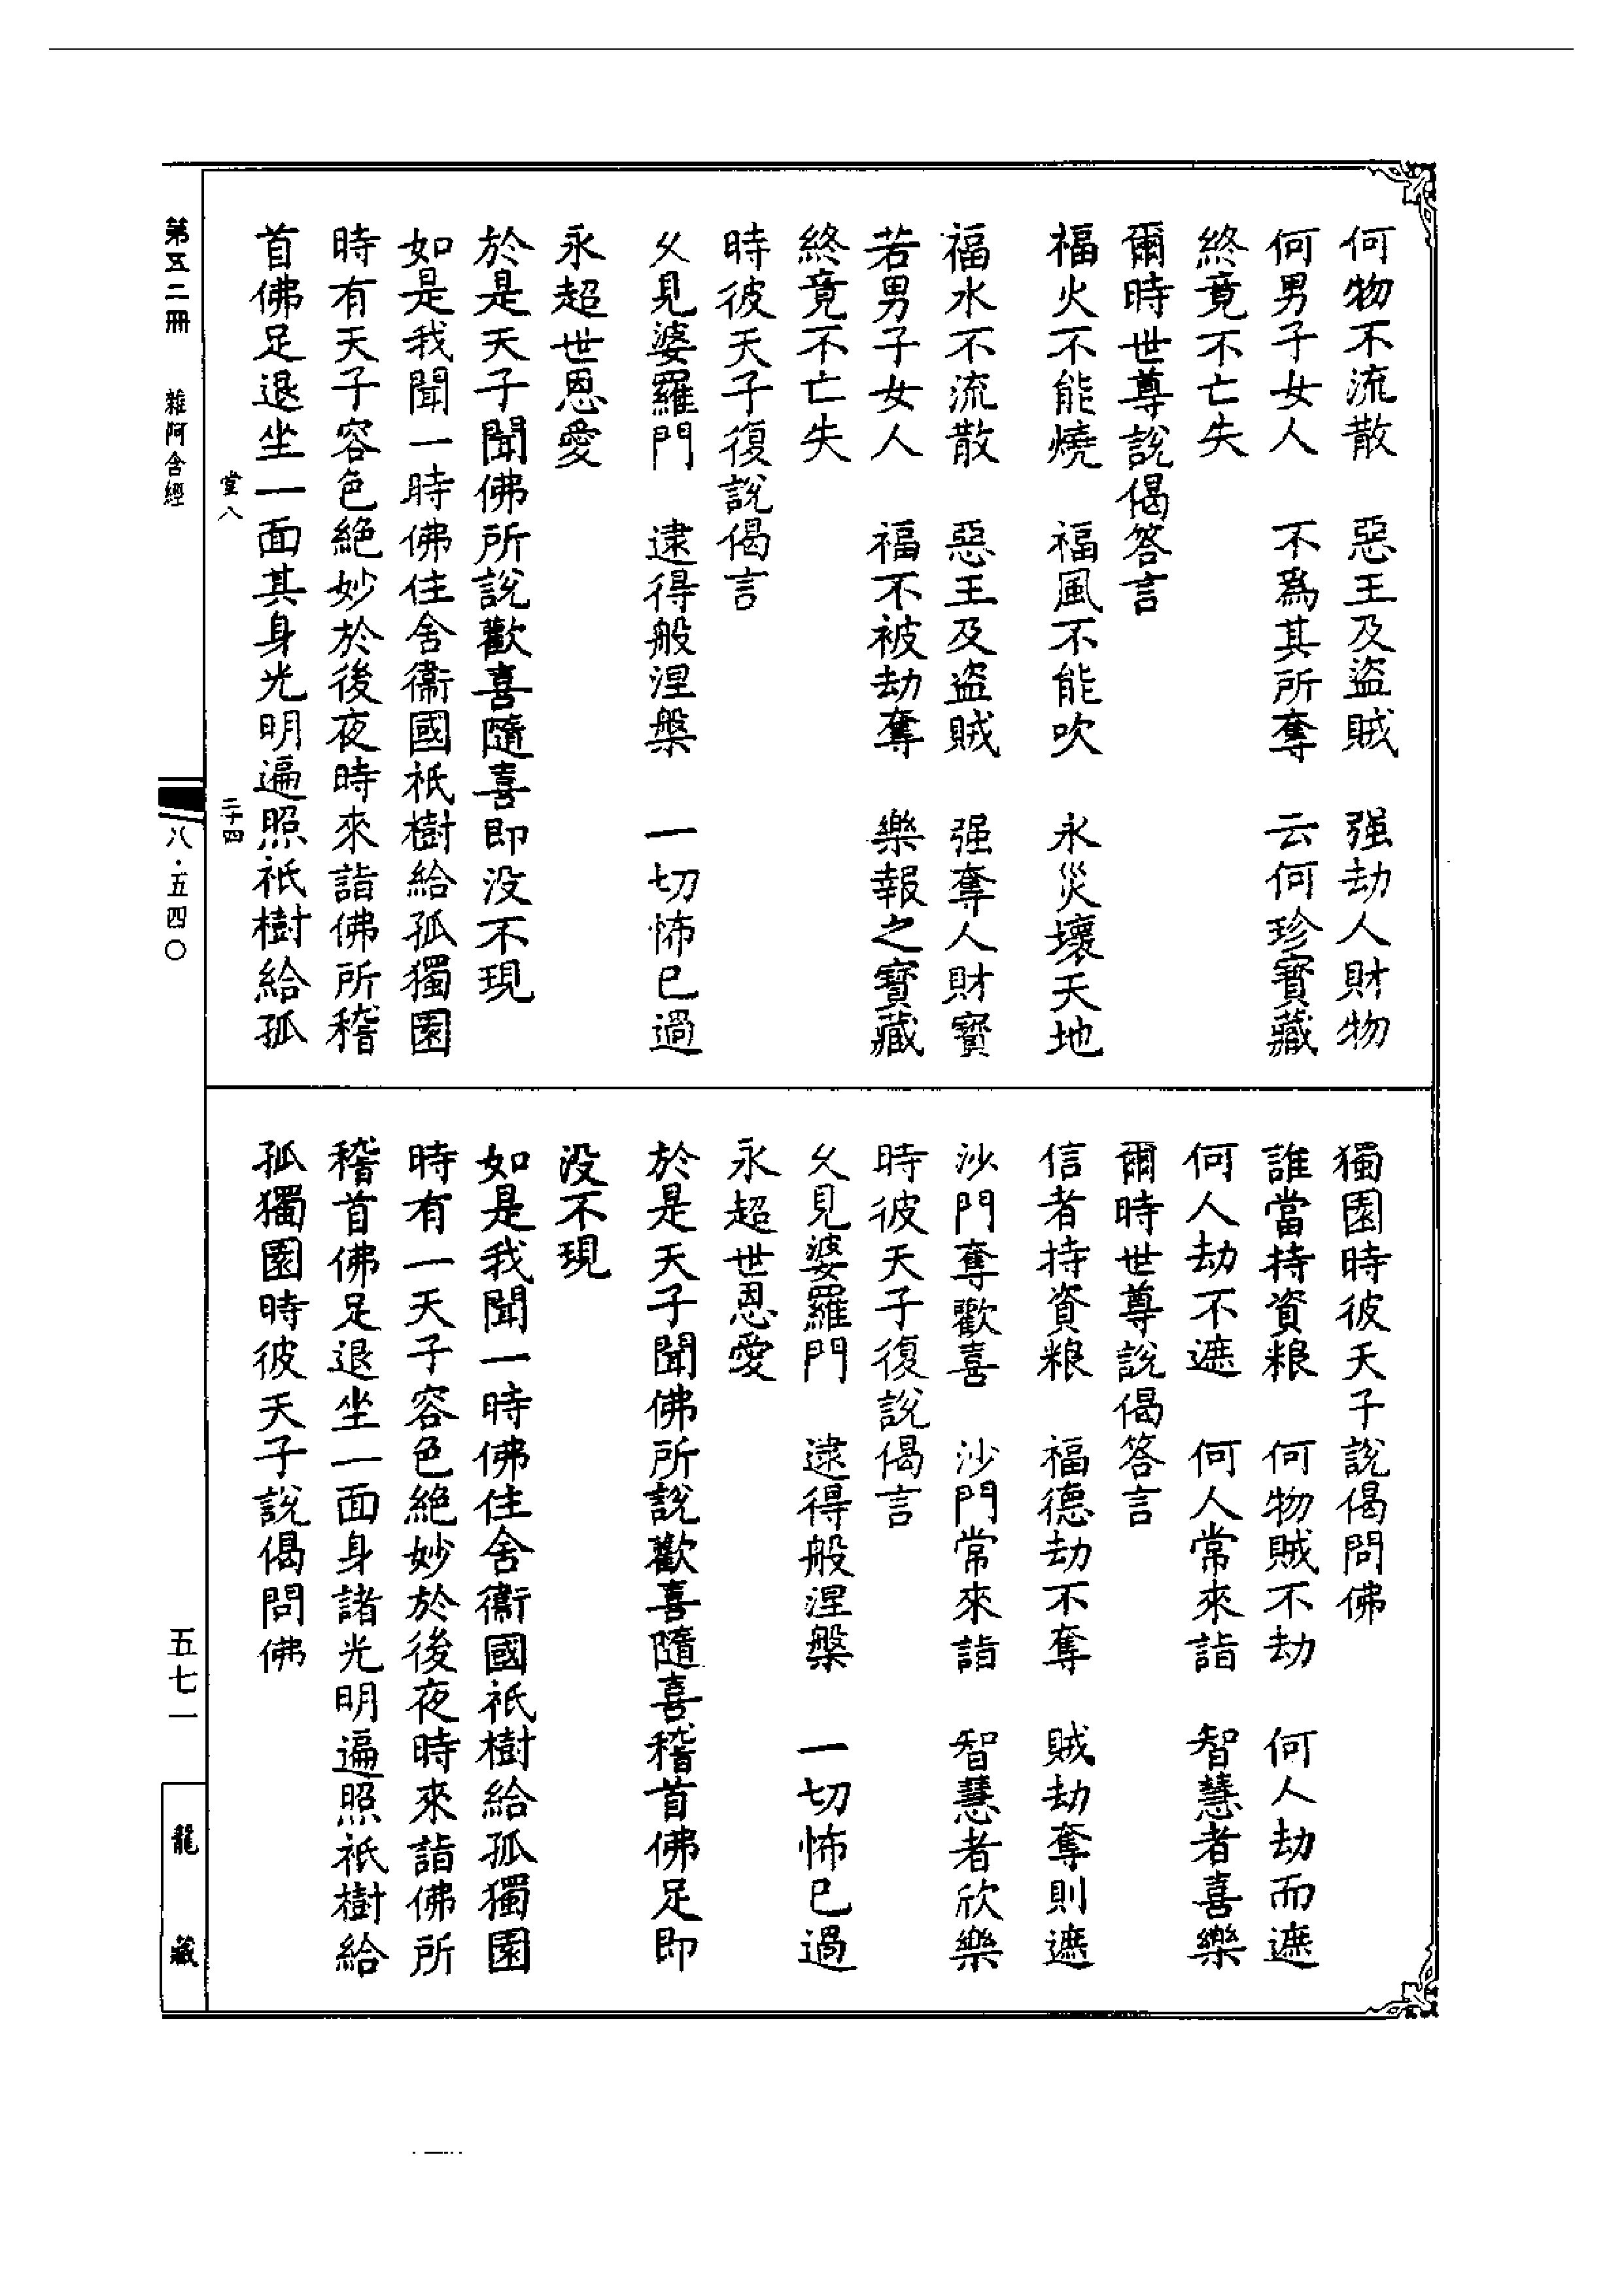 何物不流散　惡王及盜賊　强劫人財物
何男子女人　不爲其所奪　云何珍寶藏
終竟不亡失
爾時世尊說偈答言
福火不能燒　福風不能吹　永災壞天地
福水不流散　惡王及盜賊　强奪人財寶
若男子女人　福不被劫奪　樂報之寶藏
終竟不亡失
時彼天子復說偈言
久見婆羅門　逮得般涅槃　一切怖已過
永超世恩愛
於是天子聞佛所說歡喜隨喜即没不現
如是我聞一時佛住舍衞國祇樹給孤獨園
時有天子容色絶妙於後夜時來詣佛所稽
首佛足退坐一面其身光明遍照祇樹給孤
堂八　二十四
獨園時彼天子說偈問佛
誰當持資粮　何物賊不劫　何人劫而遮
何人劫不遮　何人常來詣　智慧者喜樂
爾時世尊說偈答言
信者持資粮　福德劫不奪　賊劫奪則遮
沙門奪歡喜　沙門常來詣　智慧者欣樂
時彼天子復說偈言
久見婆羅門　逮得般涅槃　一切怖已過
永超世恩愛
於是天子聞佛所說歡喜隨喜稽首佛足即
没不現
如是我聞一時佛住舍衞國祇樹給孤獨園
時有一天子容色絶妙於後夜時來詣佛所
稽首佛足退坐一面身諸光明遍照祇樹給
孤獨園時彼天子說偈問佛
第五二冊　雜阿含經　八·五四〇　五七一　龍藏